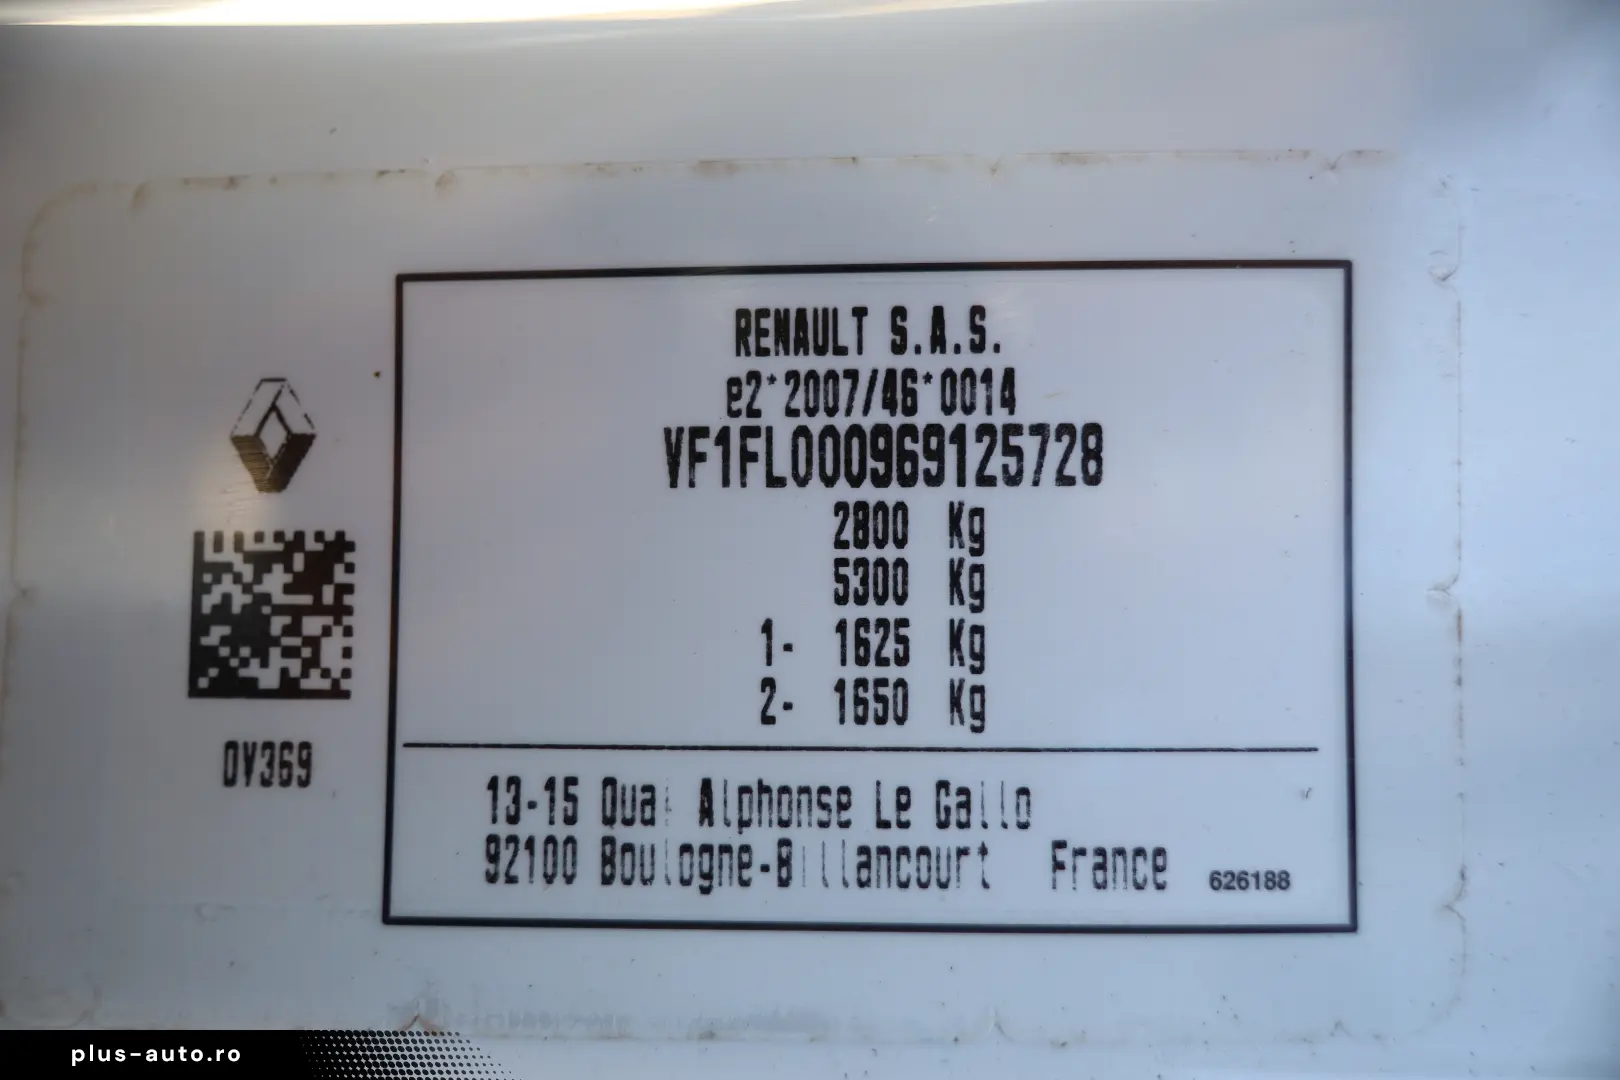 RENAULT S.A.S.
e2*2007/46*0014
VF1FL000969125728
2800 Kg
5300 Kg
1- 1625 Kg
2- 1650 Kg
0V369
13-15 Quai Alphonse Le Gallo
92100 Boulogne-Billancourt France 626188
plus-auto.ro